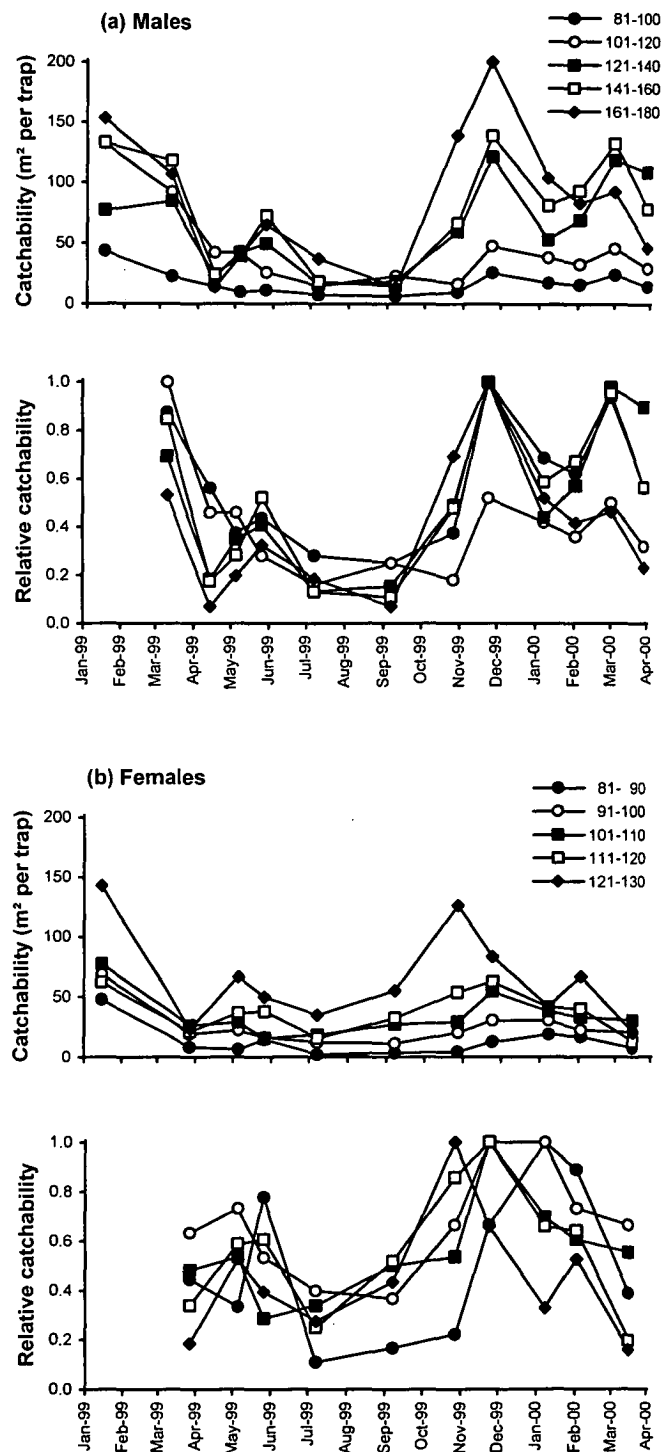 (a) Males
81-100
101-120
121-140
141-160
161-180
Catchability (m² per trap)
200
150
100
50
0
Relative catchability
1.0
0.8
0.6
0.4
0.2
0.0
Jan-99
Feb-99
Mar-99
Apr-99
May-99
Jun-99
Jul-99
Aug-99
Sep-99
Oct-99
Nov-99
Dec-99
Jan-00
Feb-00
Mar-00
Apr-00
(b) Females
81- 90
91-100
101-110
111-120
121-130
Catchability (m² per trap)
200
150
100
50
0
Relative catchability
1.0
0.8
0.6
0.4
0.2
0.0
Jan-99
Feb-99
Mar-99
Apr-99
May-99
Jun-99
Jul-99
Aug-99
Sep-99
Oct-99
Nov-99
Dec-99
Jan-00
Feb-00
Mar-00
Apr-00